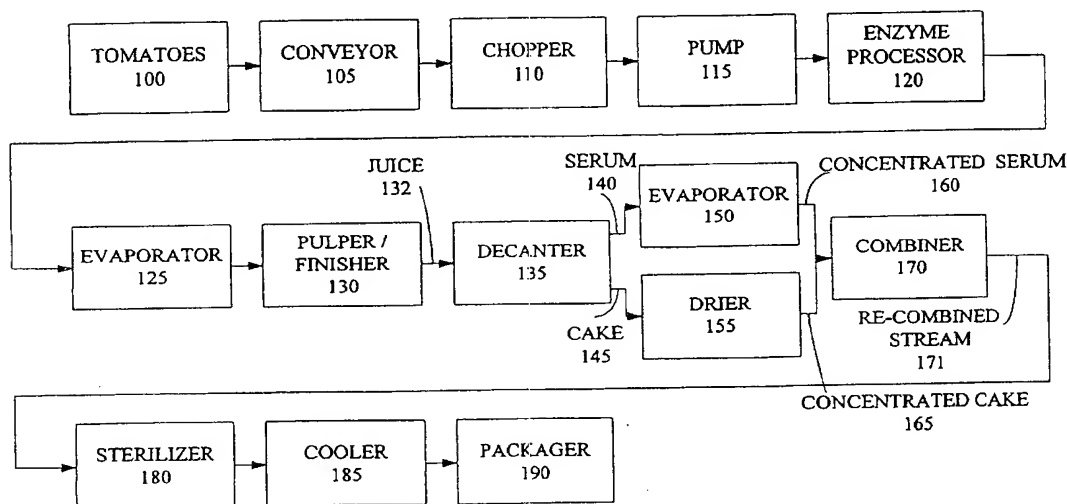 TOMATOES
100
CONVEYOR
105
CHOPPER
110
PUMP
115
ENZYME
PROCESSOR
120
EVAPORATOR
125
PULPER /
FINISHER
130
JUICE
132
DECANTER
135
SERUM
140
CAKE
145
EVAPORATOR
150
DRIER
155
CONCENTRATED SERUM
160
CONCENTRATED CAKE
165
COMBINER
170
RE-COMBINED
STREAM
171
STERILIZER
180
COOLER
185
PACKAGER
190